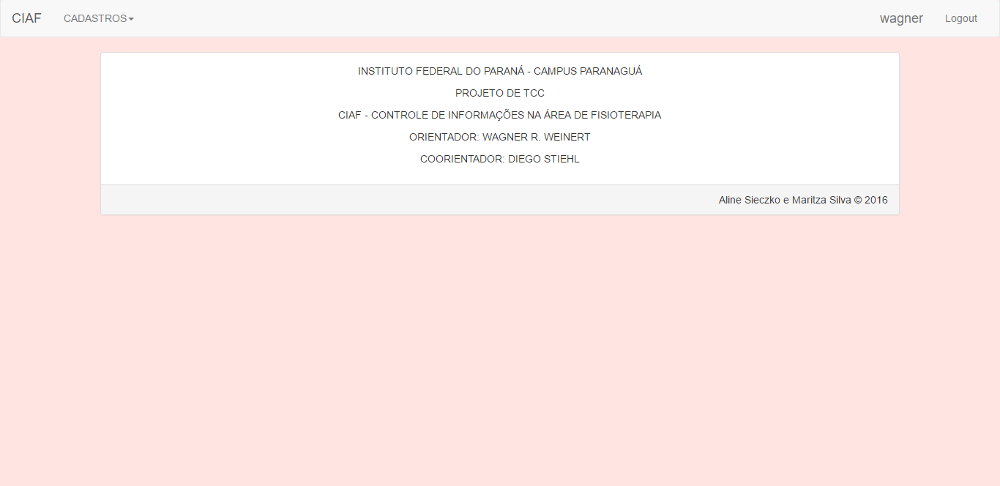 CIAF CADASTROS wagner Logout
INSTITUTO FEDERAL DO PARANÁ - CAMPUS PARANAGUÁ
PROJETO DE TCC
CIAF - CONTROLE DE INFORMAÇÕES NA ÁREA DE FISIOTERAPIA
ORIENTADOR: WAGNER R. WEINERT
COORIENTADOR: DIEGO STIEHL
Aline Sieczko e Maritza Silva © 2016